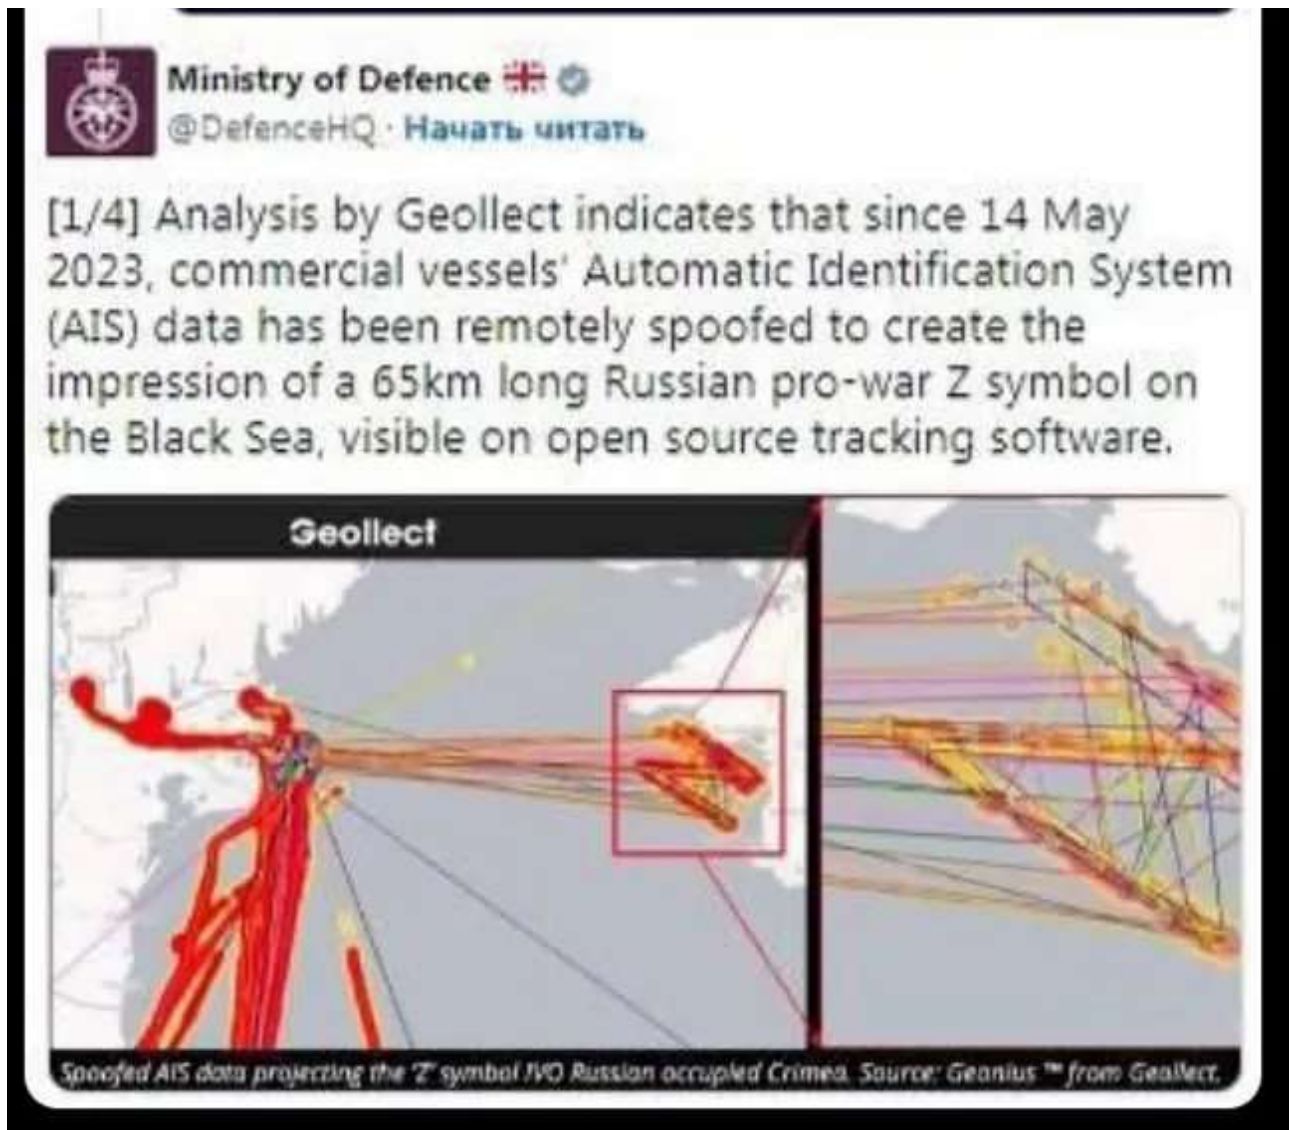 Ministry of Defence
@DefenceHQ · Начать читать
[1/4] Analysis by Geollect indicates that since 14 May
2023, commercial vessels' Automatic Identification System
(AIS) data has been remotely spoofed to create the
impression of a 65km long Russian pro-war Z symbol on
the Black Sea, visible on open source tracking software.
Geollect
Spoofed AIS data projecting the 'Z' symbol IVO Russian occupied Crimea. Source: Geonius ™ from Geollect.